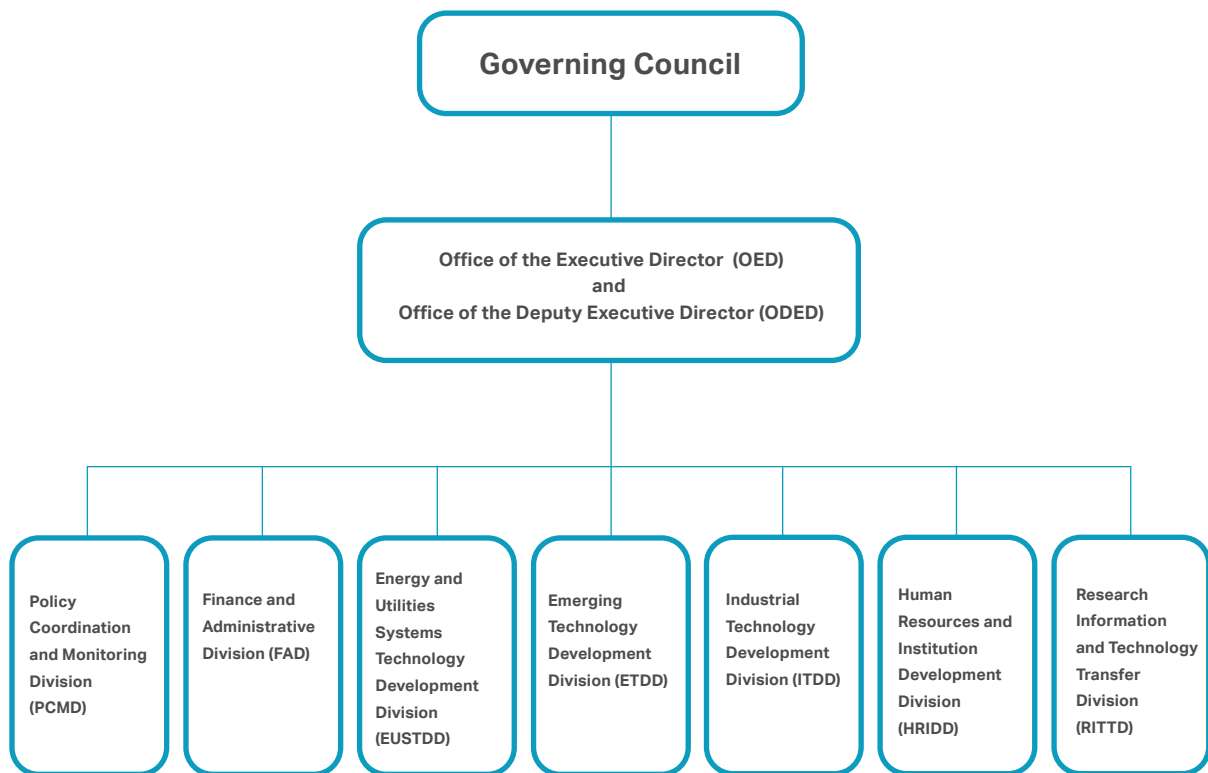 Governing Council
Office of the Executive Director (OED)
and
Office of the Deputy Executive Director (ODED)
Policy
Coordination
and Monitoring
Division
(PCMD)
Finance and
Administrative
Division (FAD)
Energy and
Utilities
Systems
Technology
Development
Division
(EUSTDD)
Emerging
Technology
Development
Division (ETDD)
Industrial
Technology
Development
Division (ITDD)
Human
Resources and
Institution
Development
Division
(HRIDD)
Research
Information
and Technology
Transfer
Division
(RITTD)